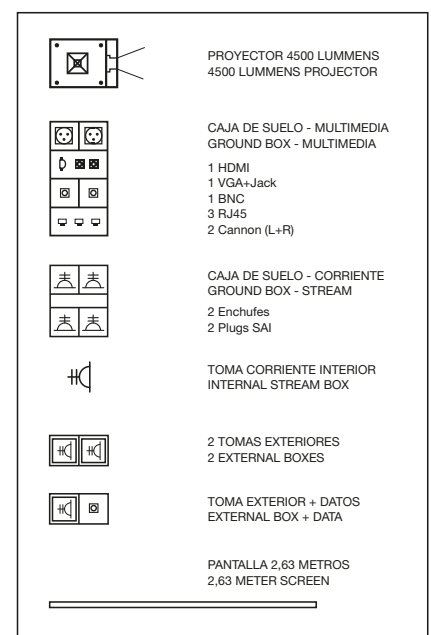 PROYECTOR 4500 LUMMENS
4500 LUMMENS PROJECTOR
CAJA DE SUELO - MULTIMEDIA
GROUND BOX - MULTIMEDIA
1 HDMI
1 VGA+Jack
1 BNC
3 RJ45
2 Cannon (L+R)
CAJA DE SUELO - CORRIENTE
GROUND BOX - STREAM
2 Enchufes
2 Plugs SAI
TOMA CORRIENTE INTERIOR
INTERNAL STREAM BOX
2 TOMAS EXTERIORES
2 EXTERNAL BOXES
TOMA EXTERIOR + DATOS
EXTERNAL BOX + DATA
PANTALLA 2,63 METROS
2,63 METER SCREEN